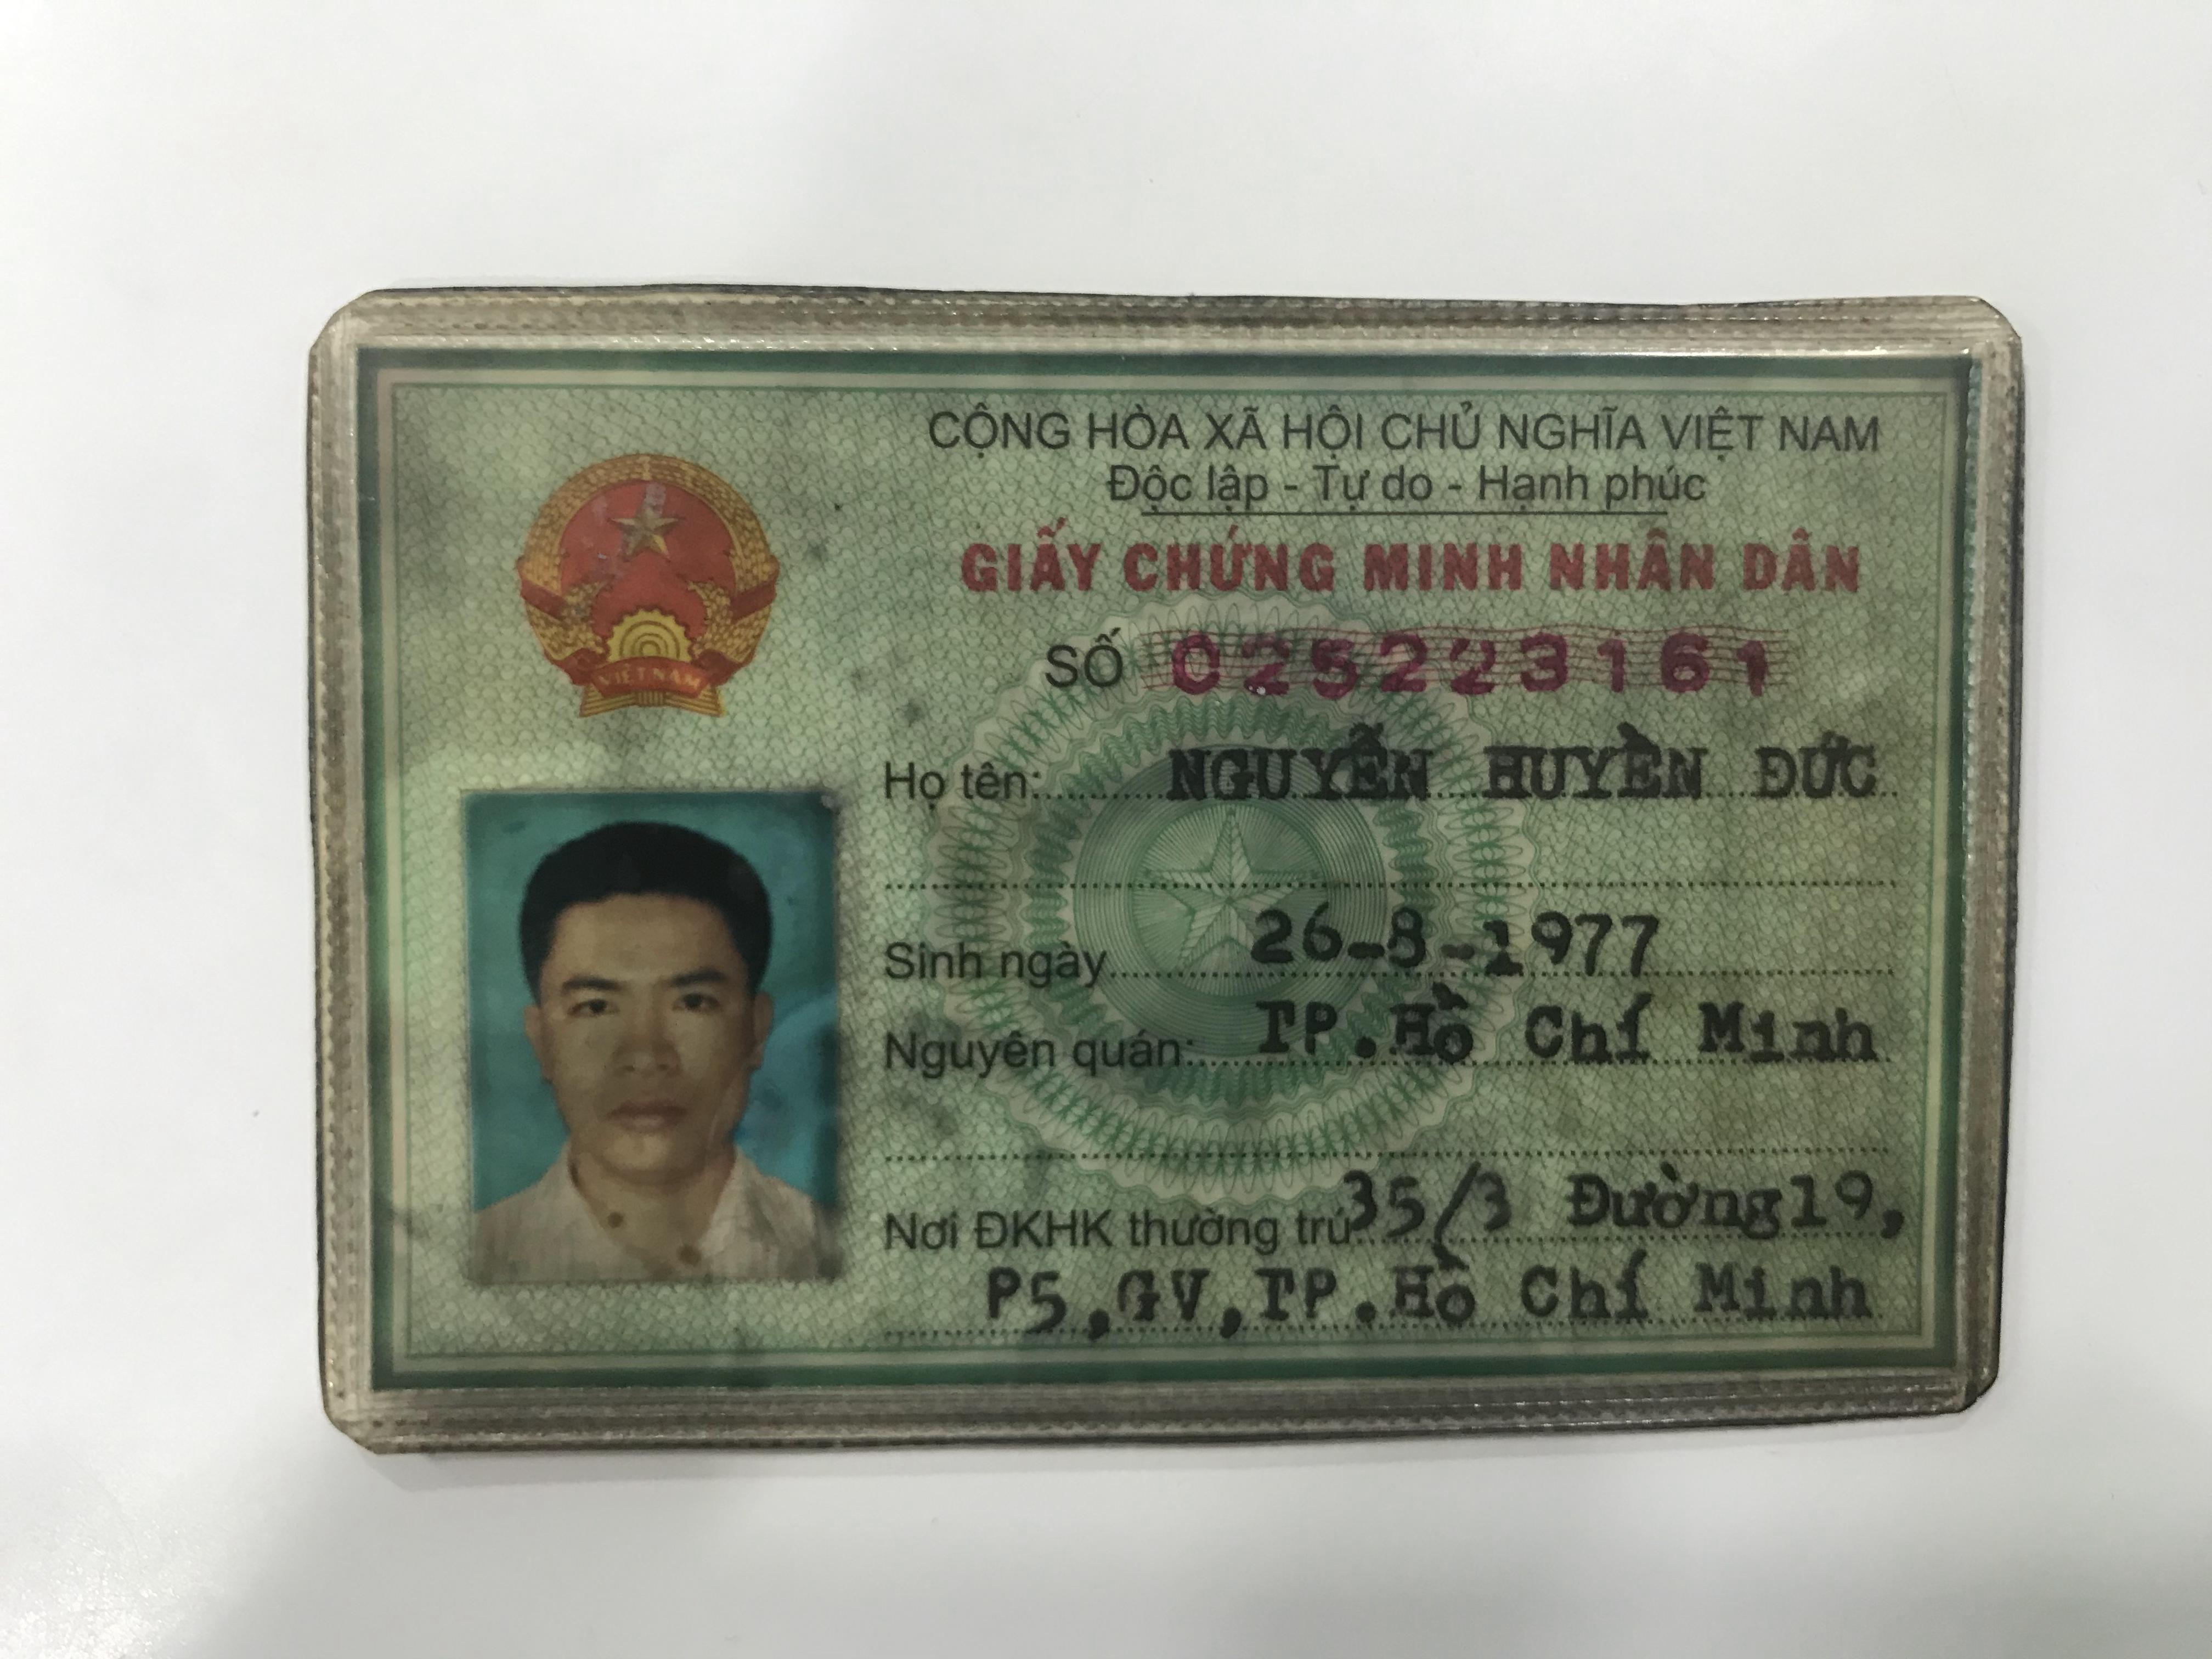 CỘNG HÒA XÃ HỘI CHỦ NGHĨA VIỆT NAM
Độc lập - Tự do - Hạnh phúc
GIẤY CHỨNG MINH NHÂN DÂN
SỐ 025223161
VIỆT NAM
Họ tên: NGUYỄN HUYỀN ĐỨC
Sinh ngày 26-8-1977
Nguyên quán: TP.Hồ Chí Minh
Nơi ĐKHK thường trú 35/3 Đường19,
P5,GV,TP.Hồ Chí Minh